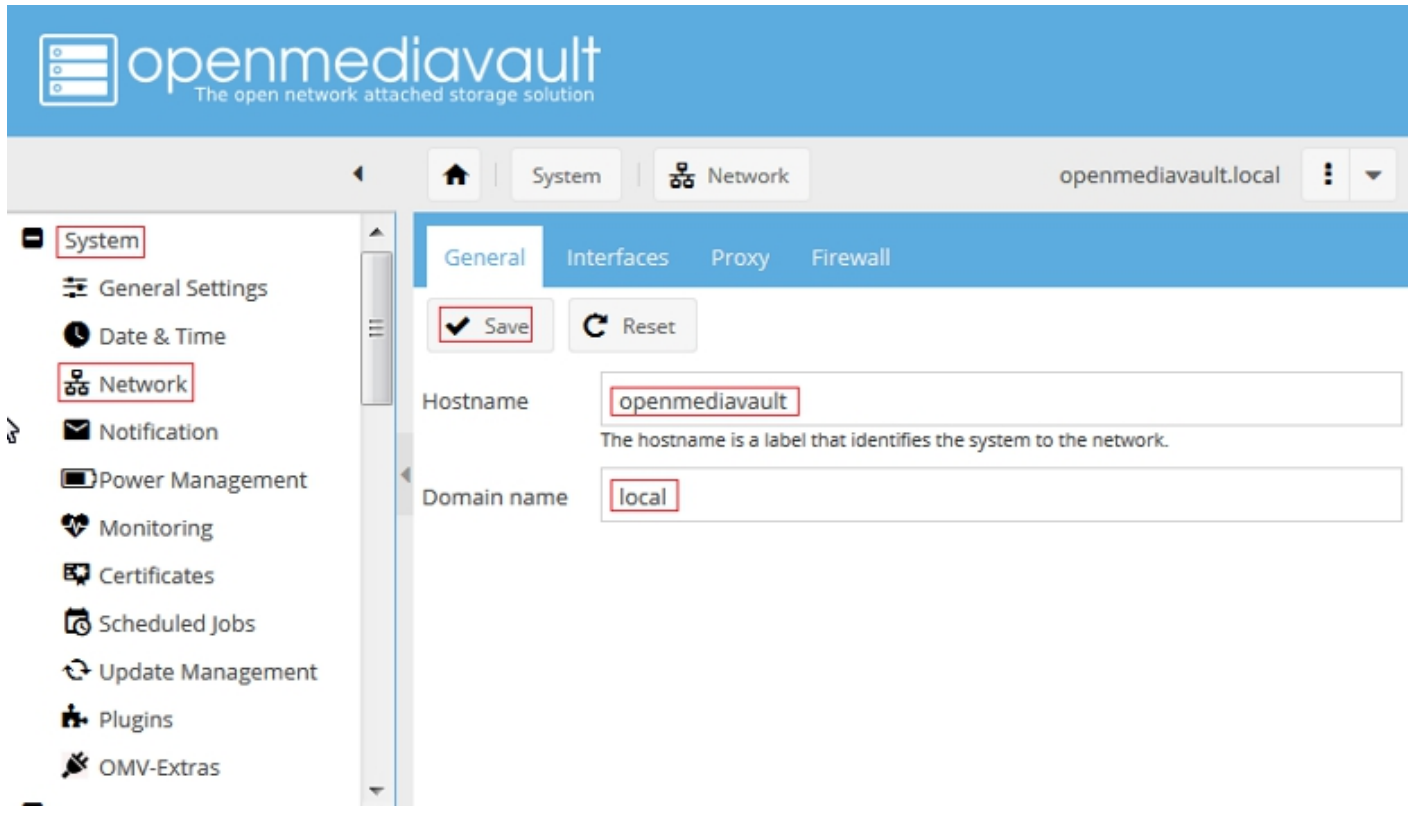 openmediavault
The open network attached storage solution
System
Network
openmediavault.local
System
General Settings
Date & Time
Network
Notification
Power Management
Monitoring
Certificates
Scheduled Jobs
Update Management
Plugins
OMV-Extras
General Interfaces Proxy Firewall
Save Reset
Hostname openmediavault
The hostname is a label that identifies the system to the network.
Domain name local